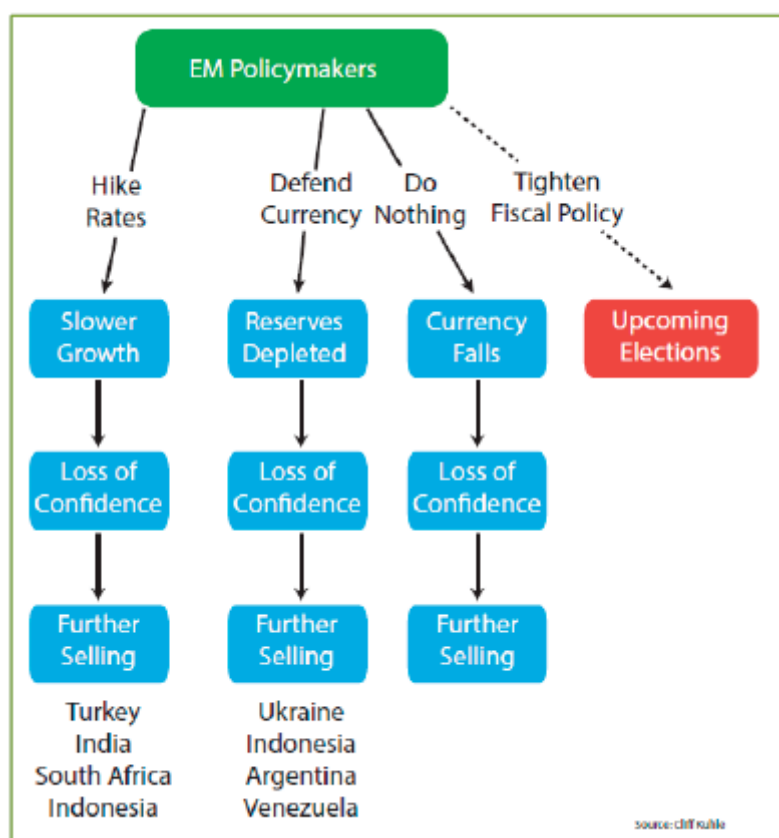 EM Policymakers
Hike
Rates
Defend
Currency
Do
Nothing
Tighten
Fiscal Policy
Slower
Growth
Reserves
Depleted
Currency
Falls
Upcoming
Elections
Loss of
Confidence
Loss of
Confidence
Loss of
Confidence
Further
Selling
Further
Selling
Further
Selling
Turkey
India
South Africa
Indonesia
Ukraine
Indonesia
Argentina
Venezuela
Source: Cliff